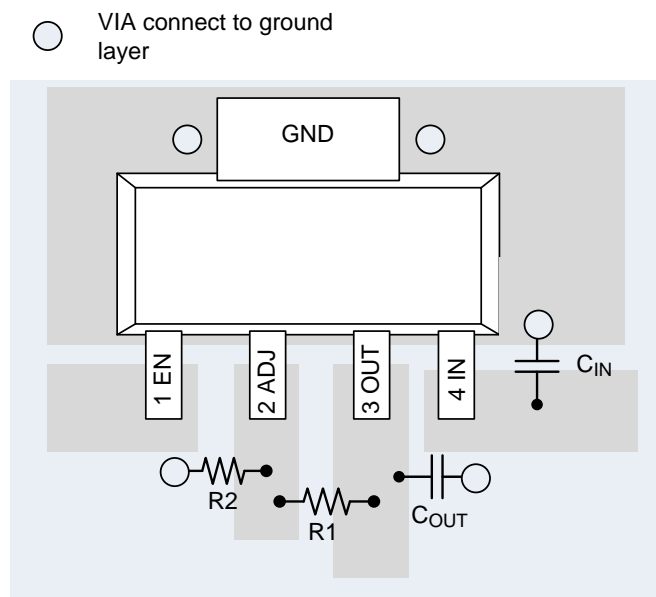 VIA connect to ground
layer
GND
1 EN
2 ADJ
3 OUT
4 IN
CIN
R2
R1
COUT